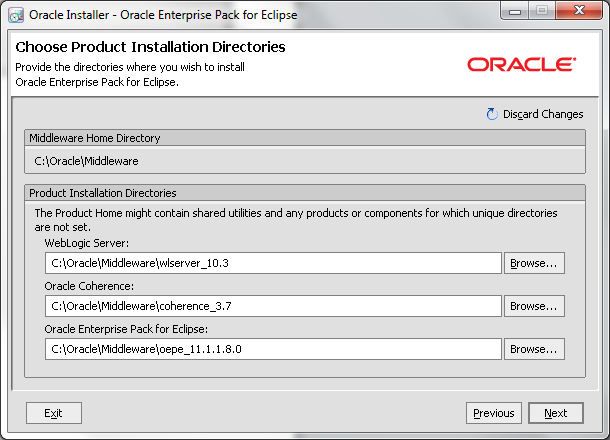 Oracle Installer - Oracle Enterprise Pack for Eclipse
Choose Product Installation Directories
Provide the directories where you wish to install
Oracle Enterprise Pack for Eclipse.
ORACLE®
Discard Changes
Middleware Home Directory
C:\Oracle\Middleware
Product Installation Directories
The Product Home might contain shared utilities and any products or components for which unique directories
are not set.
WebLogic Server:
C:\Oracle\Middleware\wlserver_10.3
Browse...
Oracle Coherence:
C:\Oracle\Middleware\coherence_3.7
Browse...
Oracle Enterprise Pack for Eclipse:
C:\Oracle\Middleware\oepe_11.1.1.8.0
Browse...
Exit
Previous
Next